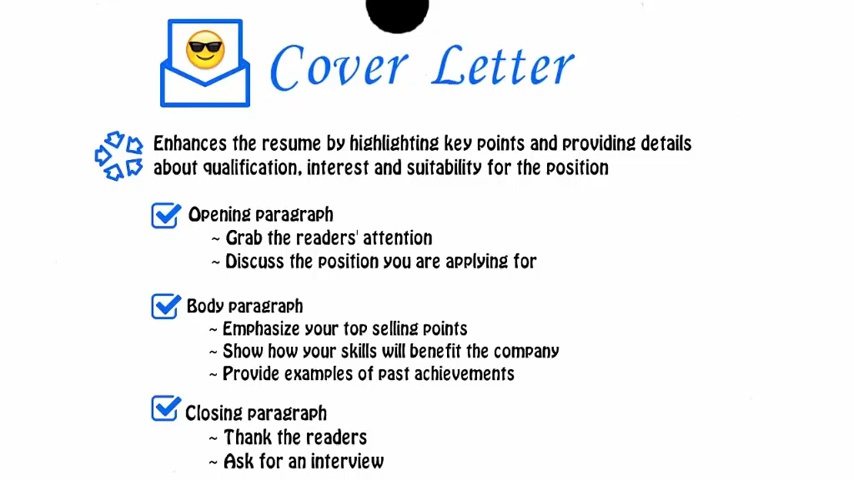 Cover Letter
Enhances the resume by highlighting key points and providing details
about qualification, interest and suitability for the position
Opening paragraph
~ Grab the readers' attention
~ Discuss the position you are applying for
Body paragraph
~ Emphasize your top selling points
~ Show how your skills will benefit the company
~ Provide examples of past achievements
Closing paragraph
~ Thank the readers
~ Ask for an interview